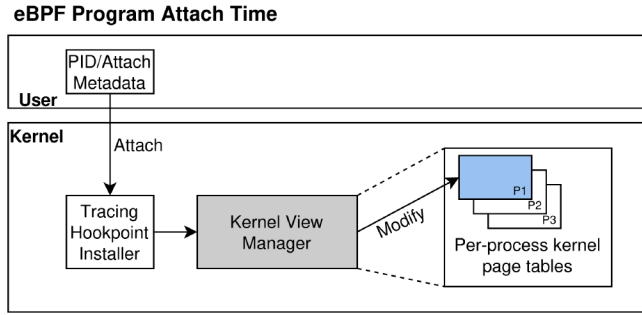 eBPF Program Attach Time
PID/Attach
Metadata
User
Kernel
Attach
Tracing
Hookpoint
Installer
Kernel View
Manager
Modify
P1
P2
P3
Per-process kernel
page tables